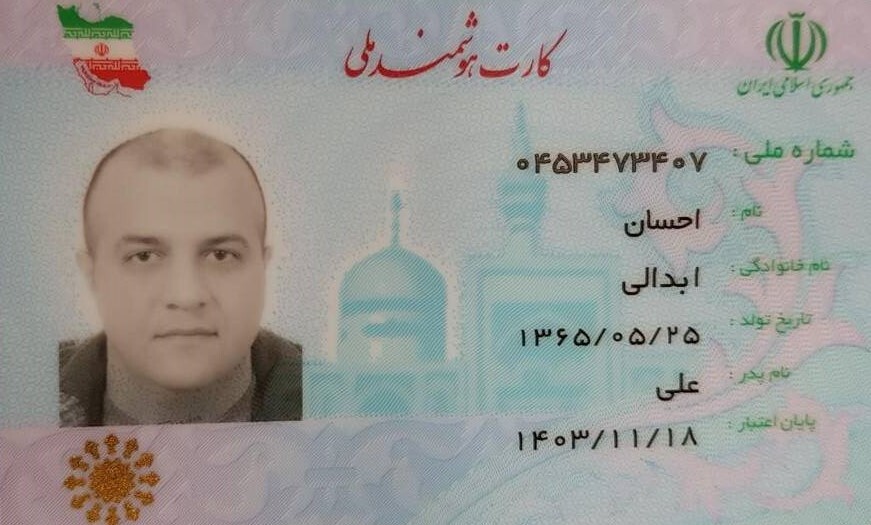 کارت هوشمند ملی
جمهوری اسلامی ایران
شماره ملی: ۰۴۵۳۴۷۳۴۰۷
نام: احسان
نام خانوادگی: ابدالی
تاریخ تولد: ۱۳۶۵/۰۵/۲۵
نام پدر: علی
پایان اعتبار: ۱۴۰۳/۱۱/۱۸